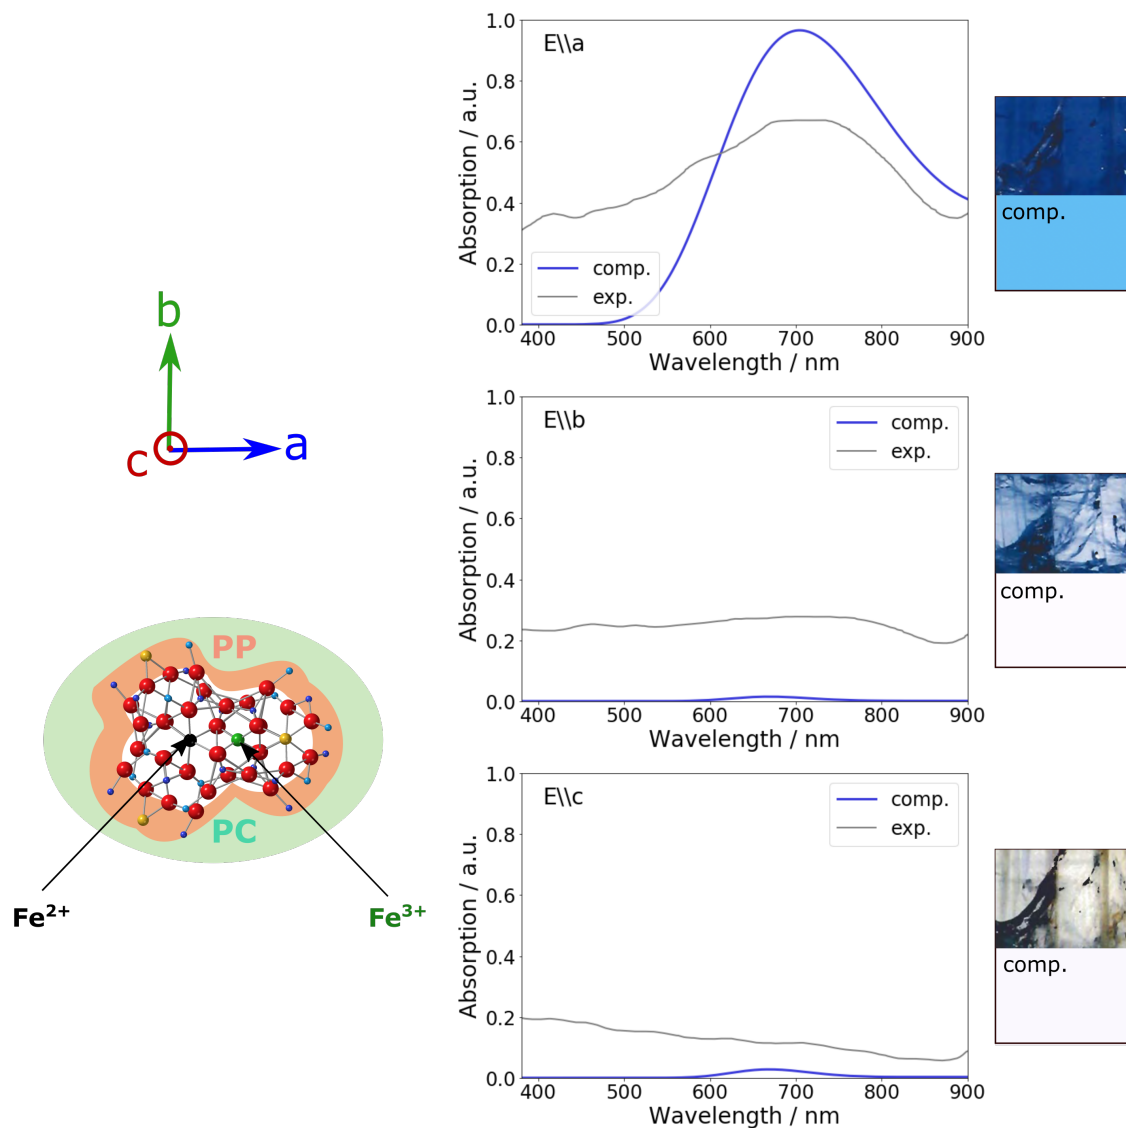 b
c
a
PP
PC
Fe2+
Fe3+
E\\a
Absorption / a.u.
1.0
0.8
0.6
0.4
0.2
0.0
comp.
exp.
400 500 600 700 800 900
Wavelength / nm
comp.
E\\b
Absorption / a.u.
1.0
0.8
0.6
0.4
0.2
0.0
comp.
exp.
400 500 600 700 800 900
Wavelength / nm
comp.
E\\c
Absorption / a.u.
1.0
0.8
0.6
0.4
0.2
0.0
comp.
exp.
400 500 600 700 800 900
Wavelength / nm
comp.